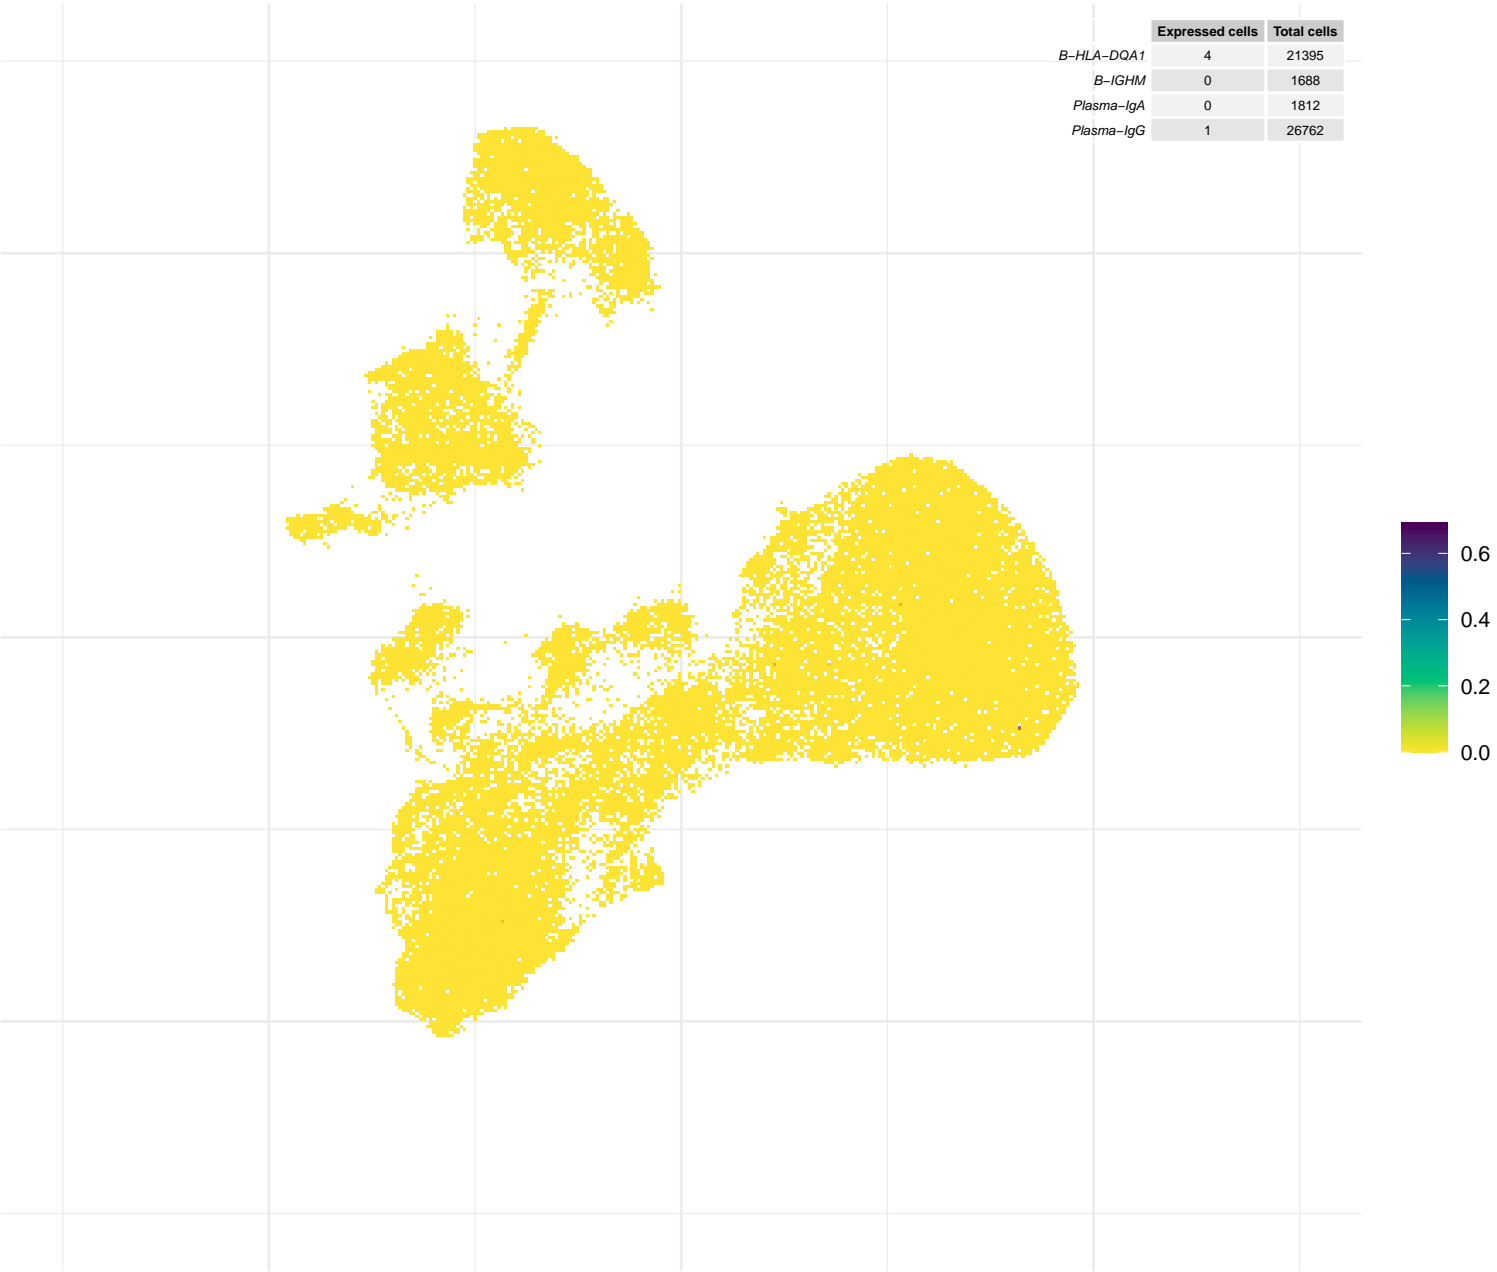 Expressed cells Total cells
B−HLA−DQA1 4 21395
B−IGHM 0 1688
Plasma−IgA 0 1812
Plasma−IgG 1 26762
0.6
0.4
0.2
0.0